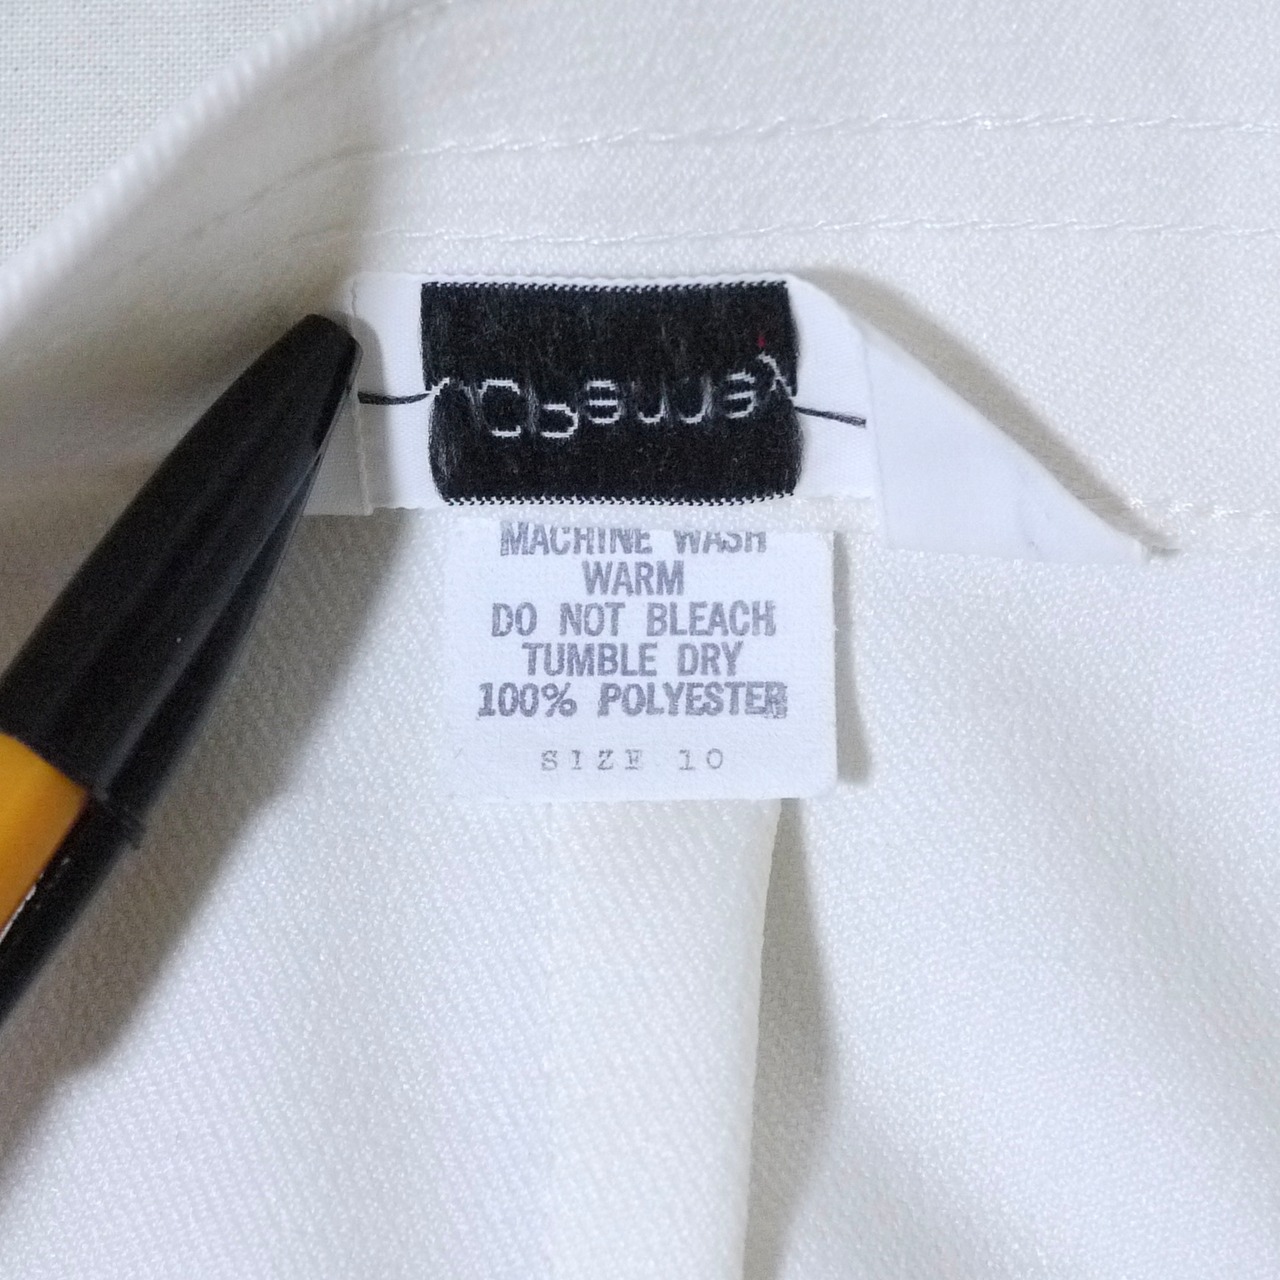 MACHINE WASH
WARM
DO NOT BLEACH
TUMBLE DRY
100% POLYESTER
SIZE 10